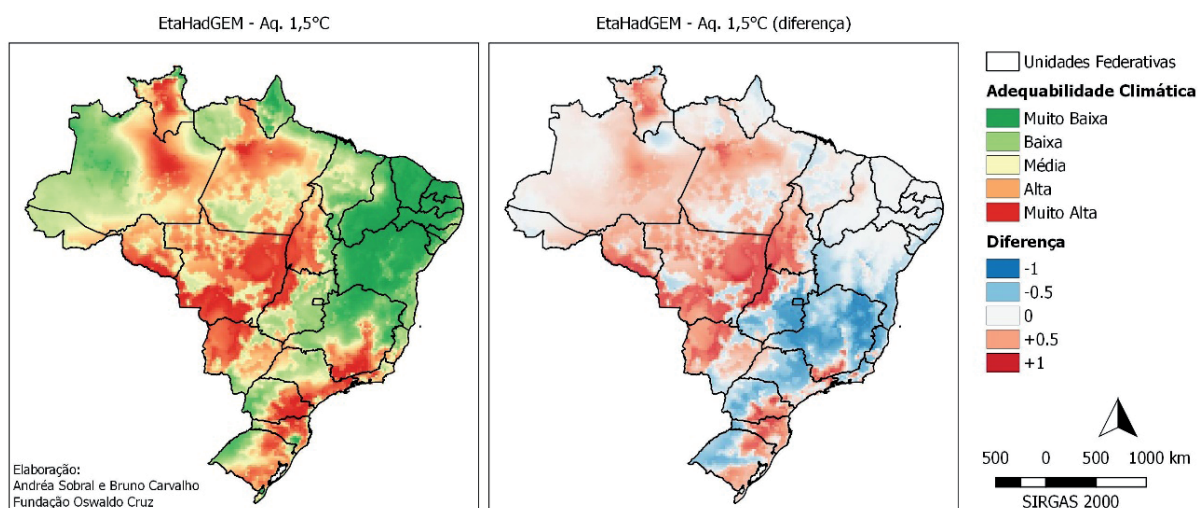 EtaHadGEM - Aq. 1,5°C
EtaHadGEM - Aq. 1,5°C (diferença)
Elaboração:
Andréa Sobral e Bruno Carvalho
Fundação Oswaldo Cruz
Unidades Federativas
Adequabilidade Climática
Muito Baixa
Baixa
Média
Alta
Muito Alta
Diferença
-1
-0.5
0
+0.5
+1
500 0 500 1000 km
SIRGAS 2000